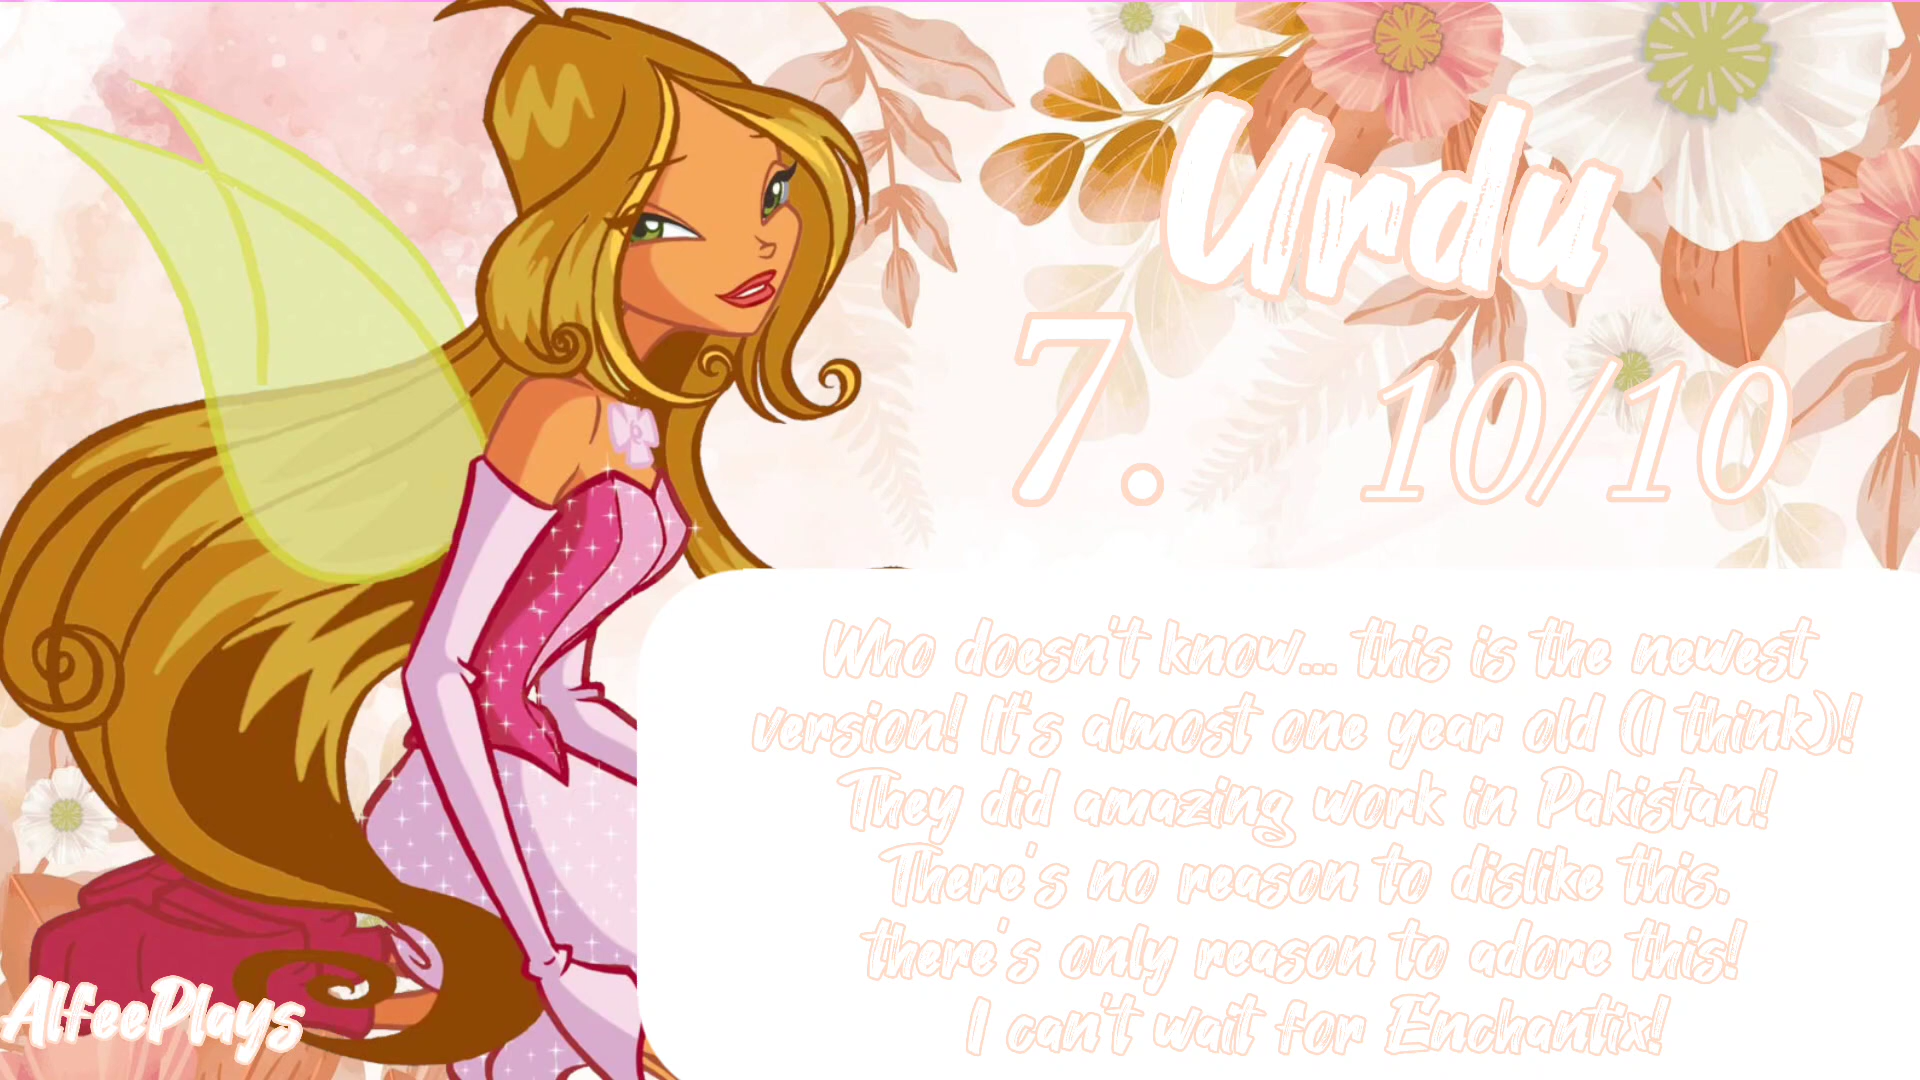 Urdu
7. 10/10
Who doesn't know... this is the newest
version! It's almost one year old (I think)!
They did amazing work in Pakistan!
There's no reason to dislike this.
there's only reason to adore this!
I can't wait for Enchantix!
AlfeePlays